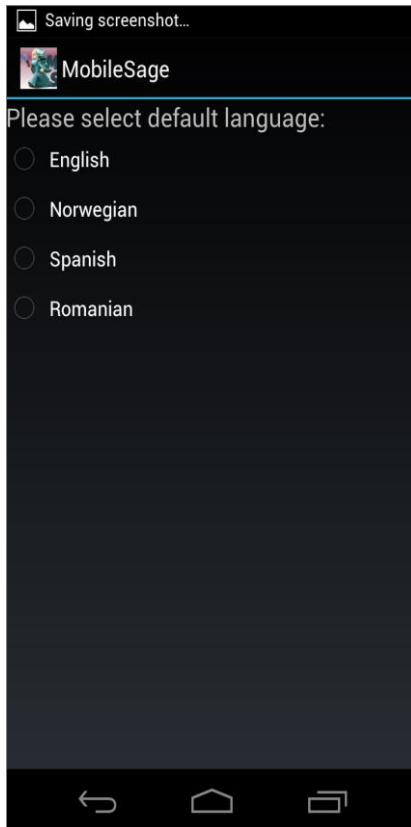 Saving screenshot...
MobileSage
Please select default language:
English
Norwegian
Spanish
Romanian